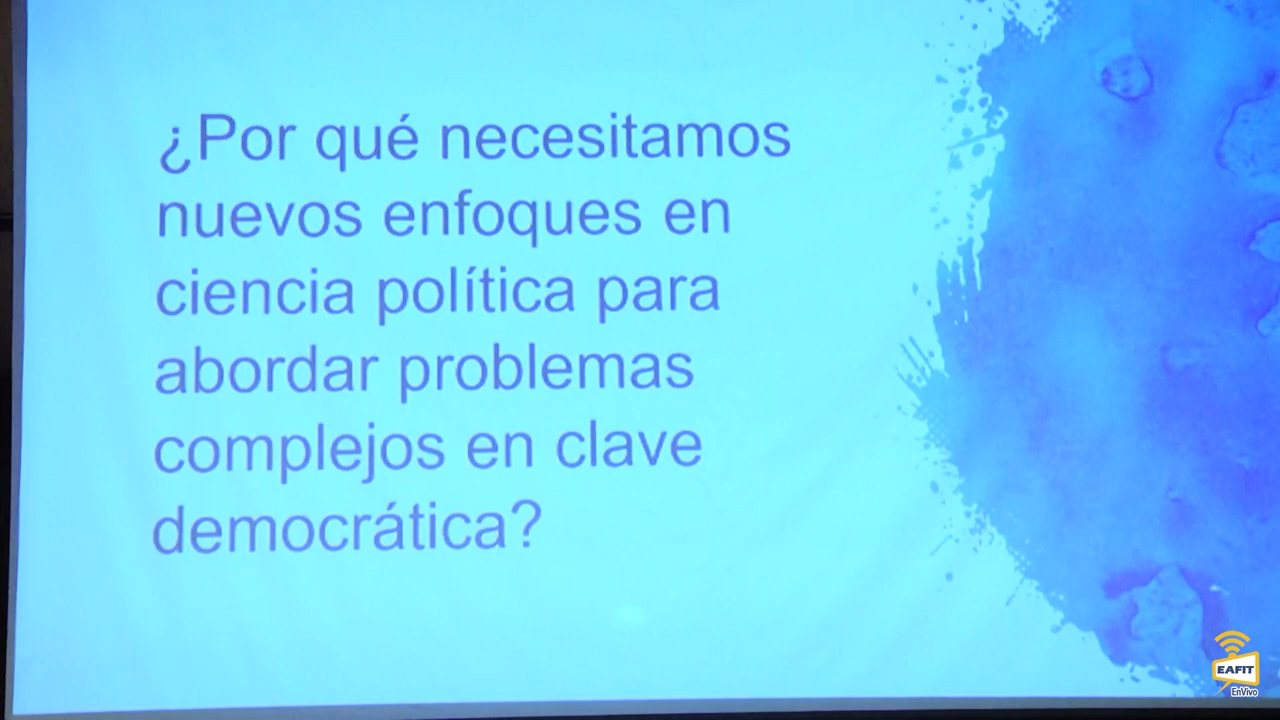 ¿Por qué necesitamos
nuevos enfoques en
ciencia política para
abordar problemas
complejos en clave
democrática?
EAFIT
EnVivo